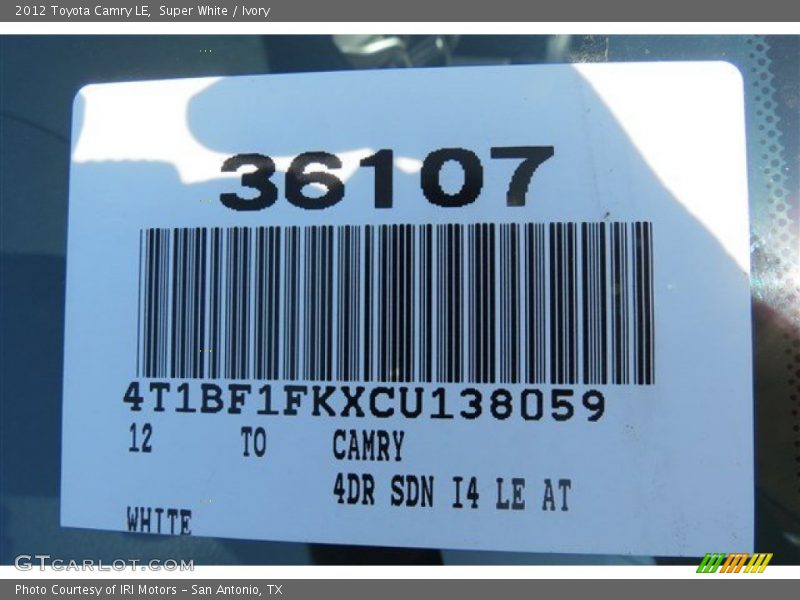 2012 Toyota Camry LE, Super White / Ivory
36107
4T1BF1FKXCU138059
12 TO CAMRY
4DR SDN I4 LE AT
WHITE
GTCARLOT.COM
Photo Courtesy of IRI Motors - San Antonio, TX